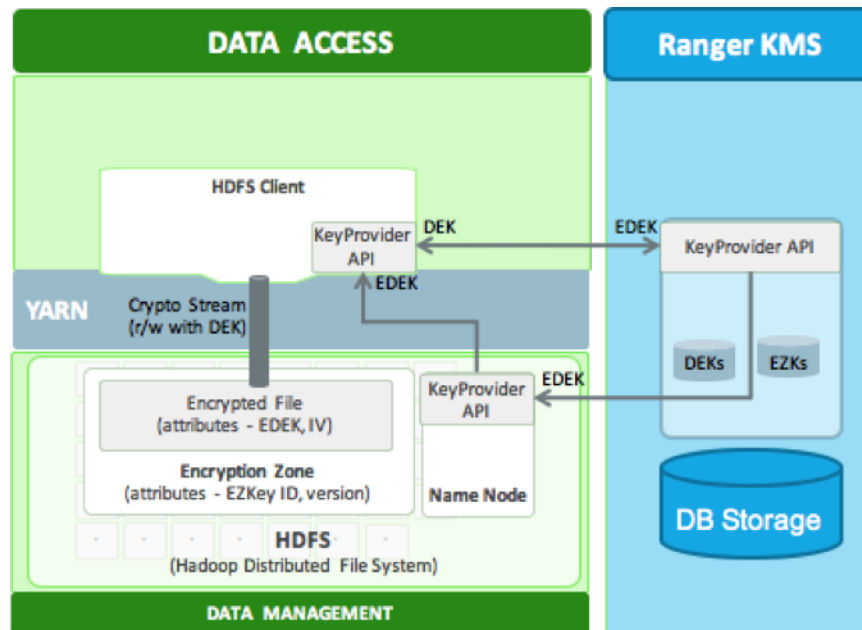 DATA ACCESS
Ranger KMS
HDFS Client
KeyProvider
API
DEK
EDEK
KeyProvider API
EDEK
YARN
Crypto Stream
(r/w with DEK)
DEKs
EZKs
Encrypted File
(attributes - EDEK, IV)
KeyProvider
API
EDEK
Encryption Zone
(attributes - EZKey ID, version)
Name Node
DB Storage
HDFS
(Hadoop Distributed File System)
DATA MANAGEMENT